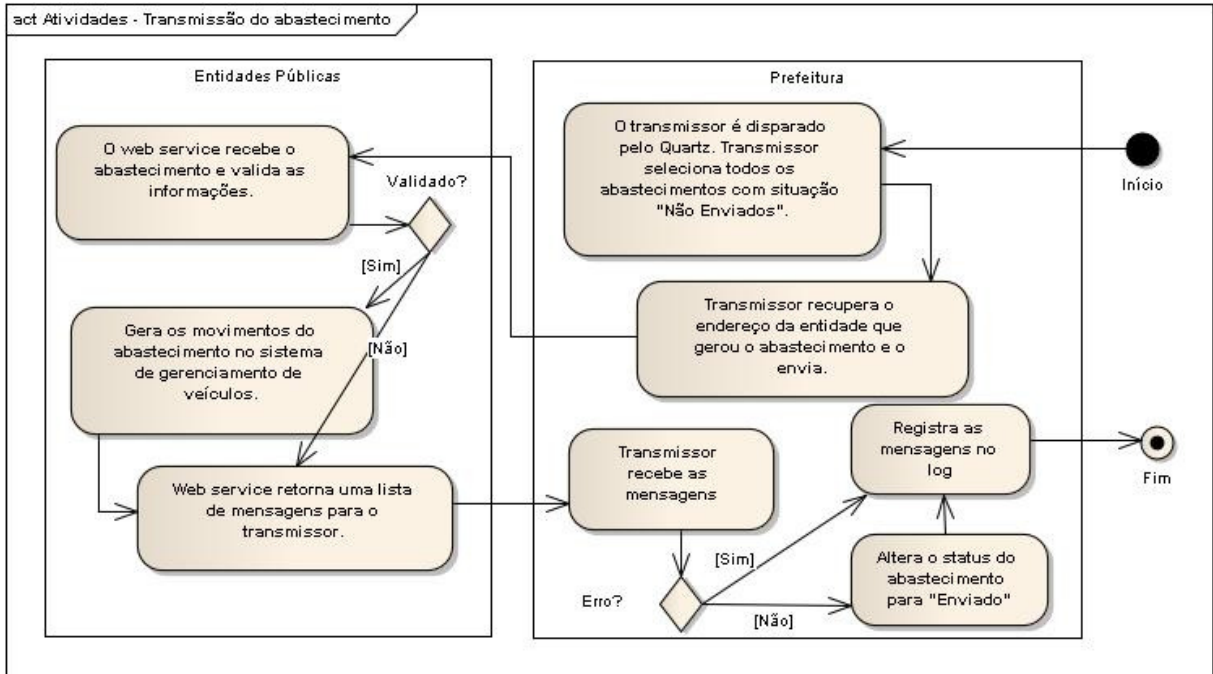 act Atividades - Transmissão do abastecimento
Entidades Públicas
O web service recebe o
abastecimento e valida as
informações.
Validado?
[Sim]
[Não]
Gera os movimentos do
abastecimento no sistema
de gerenciamento de
veículos.
Web service retorna uma lista
de mensagens para o
transmissor.
Prefeitura
O transmissor é disparado
pelo Quartz. Transmissor
seleciona todos os
abastecimentos com situação
"Não Enviados".
Início
Transmissor recupera o
endereço da entidade que
gerou o abastecimento e o
envia.
Transmissor
recebe as
mensagens
Registra as
mensagens no
log
Fim
[Sim]
Erro?
[Não]
Altera o status do
abastecimento
para "Enviado"